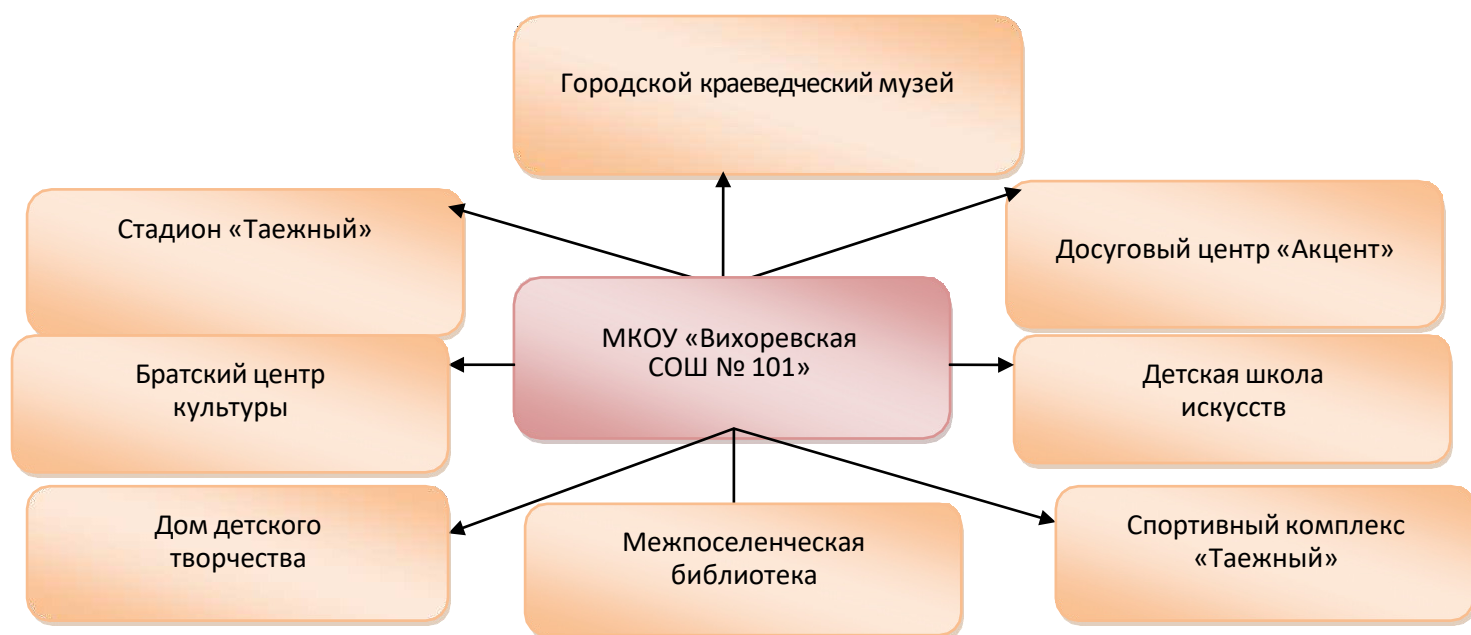 Городской краеведческий музей
Стадион «Таежный»
Досуговый центр «Акцент»
МКОУ «Вихоревская
СОШ № 101»
Братский центр
культуры
Детская школа
искусств
Дом детского
творчества
Межпоселенческая
библиотека
Спортивный комплекс
«Таежный»